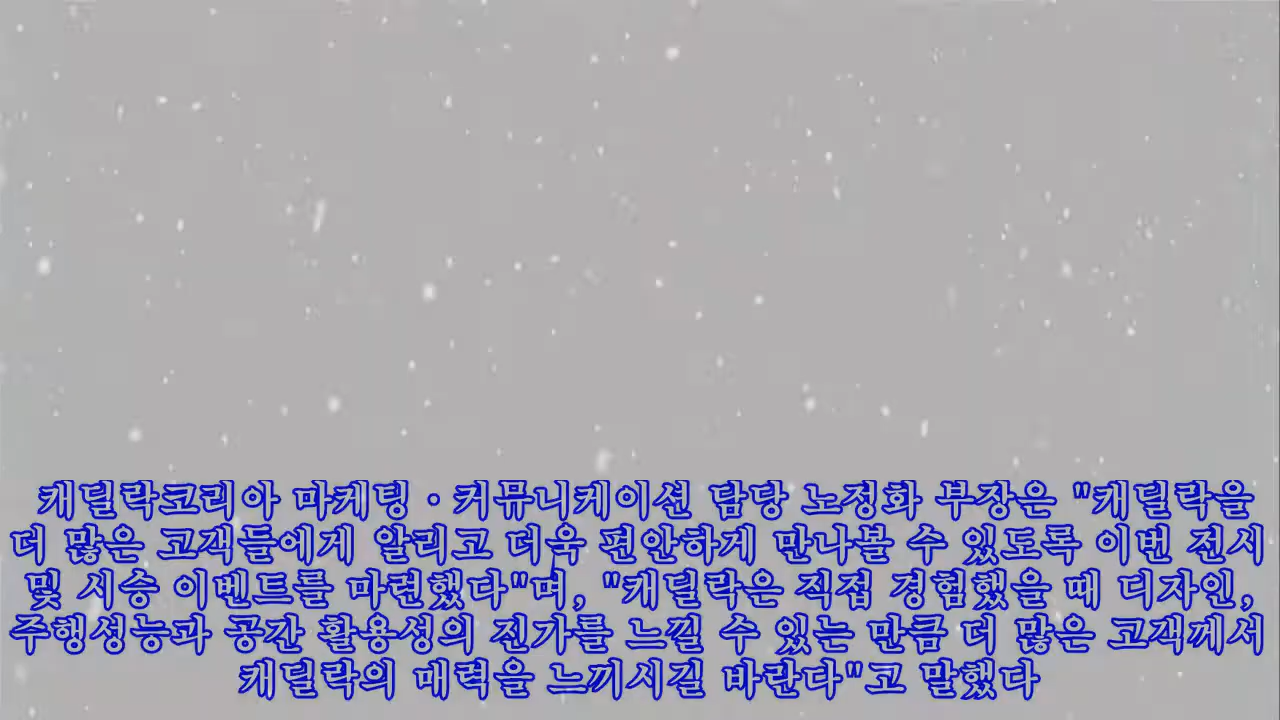 캐딜락코리아 마케팅·커뮤니케이션 담당 노정화 부장은 "캐딜락을
더 많은 고객들에게 알리고 더욱 편안하게 만나볼 수 있도록 이번 전시
및 시승 이벤트를 마련했다"며, "캐딜락은 직접 경험했을 때 디자인,
주행성능과 공간 활용성의 진가를 느낄 수 있는 만큼 더 많은 고객께서
캐딜락의 매력을 느끼시길 바란다"고 말했다